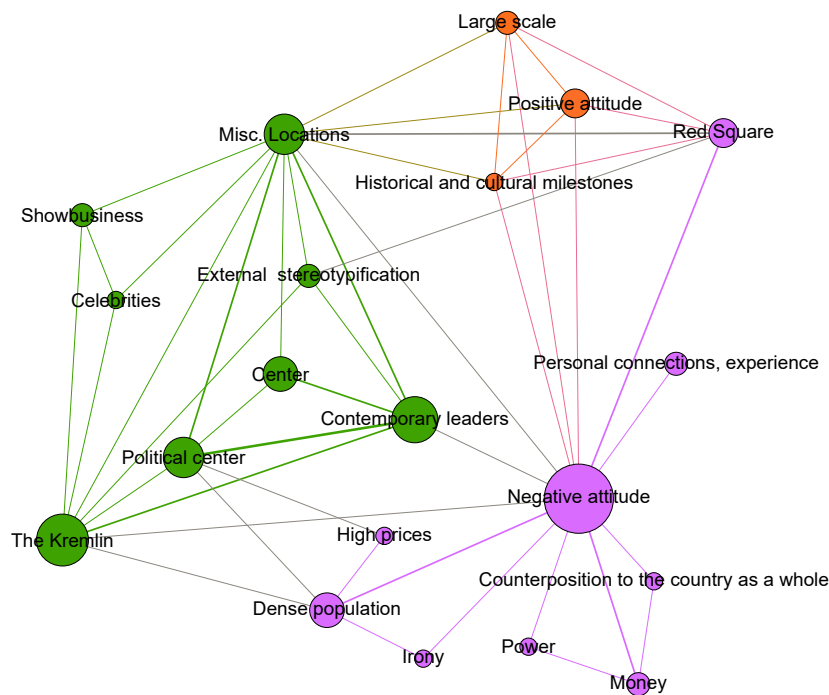 Large scale
Positive attitude
Misc. Locations
Red Square
Historical and cultural milestones
Showbusiness
External stereotypification
Celebrities
Personal connections, experience
Center
Contemporary leaders
Political center
Negative attitude
The Kremlin
High prices
Counterposition to the country as a whole
Dense population
Power
Irony
Money